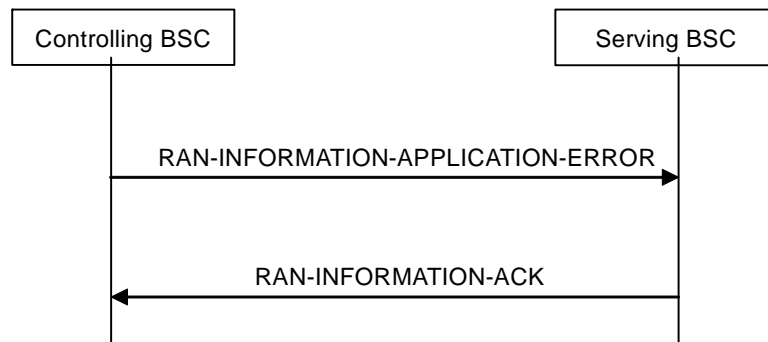 Controlling BSC
Serving BSC
RAN-INFORMATION-APPLICATION-ERROR
RAN-INFORMATION-ACK